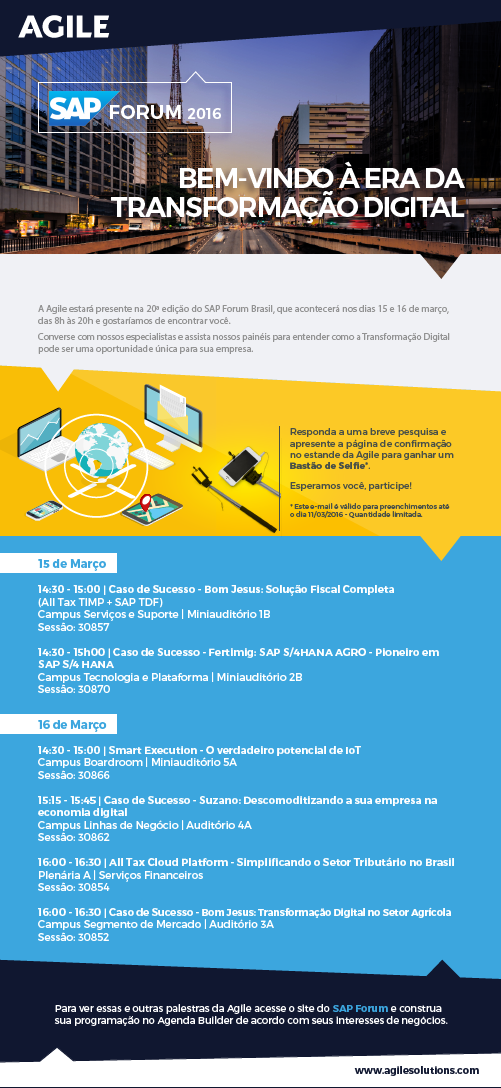 AGILE
SAP FORUM 2016
BEM-VINDO À ERA DA
TRANSFORMAÇÃO DIGITAL
A Agile estará presente na 20ª edição do SAP Forum Brasil, que acontecerá nos dias 15 e 16 de março,
das 8h às 20h e gostaríamos de encontrar você.
Converse com nossos especialistas e assista nossos painéis para entender como a Transformação Digital
pode ser uma oportunidade única para sua empresa.
Responda a uma breve pesquisa e
apresente a página de confirmação
no estande da Agile para ganhar um
Bastão de Selfie*.
Esperamos você, participe!
* Este e-mail é válido para preenchimentos até
o dia 11/03/2016 - Quantidade limitada.
15 de Março
14:30 - 15:00 | Caso de Sucesso - Bom Jesus: Solução Fiscal Completa
(All Tax TIMP + SAP TDF)
Campus Serviços e Suporte | Miniauditório 1B
Sessão: 30857
14:30 - 15h00 | Caso de Sucesso - Fertimig: SAP S/4HANA AGRO - Pioneiro em
SAP S/4 HANA
Campus Tecnologia e Plataforma | Miniauditório 2B
Sessão: 30870
16 de Março
14:30 - 15:00 | Smart Execution - O verdadeiro potencial de IoT
Campus Boardroom | Miniauditório 5A
Sessão: 30866
15:15 - 15:45 | Caso de Sucesso - Suzano: Descomoditizando a sua empresa na
economia digital
Campus Linhas de Negócio | Auditório 4A
Sessão: 30862
16:00 - 16:30 | All Tax Cloud Platform - Simplificando o Setor Tributário no Brasil
Plenária A | Serviços Financeiros
Sessão: 30854
16:00 - 16:30 | Caso de Sucesso - Bom Jesus: Transformação Digital no Setor Agrícola
Campus Segmento de Mercado | Auditório 3A
Sessão: 30852
Para ver essas e outras palestras da Agile acesse o site do SAP Forum e construa
sua programação no Agenda Builder de acordo com seus interesses de negócios.
www.agilesolutions.com